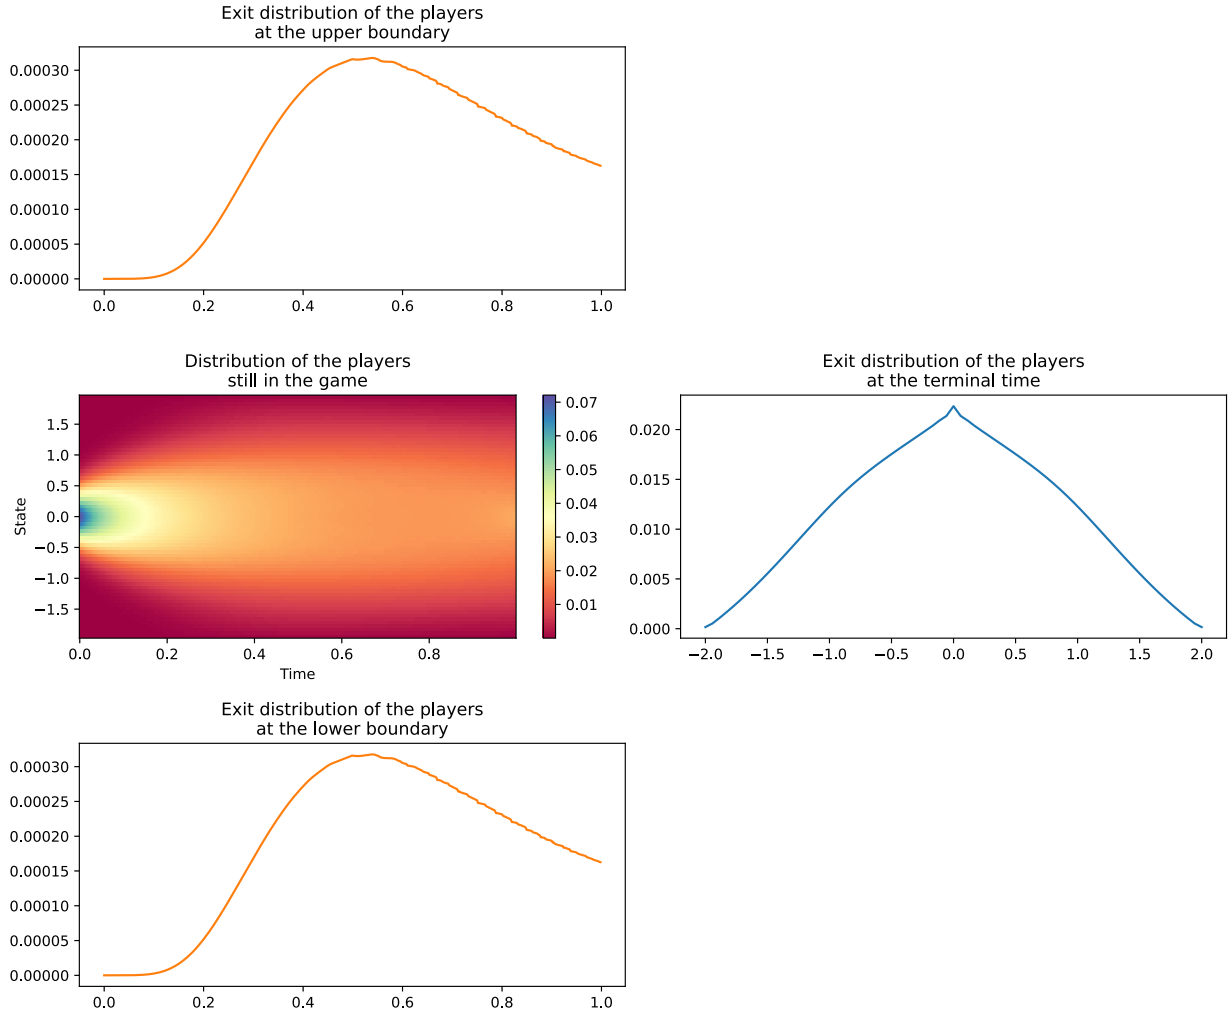 Exit distribution of the players
at the upper boundary
0.00030
0.00025
0.00020
0.00015
0.00010
0.00005
0.00000
0.0 0.2 0.4 0.6 0.8 1.0
Distribution of the players
still in the game
1.5
1.0
0.5
0.0
−0.5
−1.0
−1.5
State
0.0 0.2 0.4 0.6 0.8
Time
0.07
0.06
0.05
0.04
0.03
0.02
0.01
Exit distribution of the players
at the terminal time
0.020
0.015
0.010
0.005
0.000
−2.0 −1.5 −1.0 −0.5 0.0 0.5 1.0 1.5 2.0
Exit distribution of the players
at the lower boundary
0.00030
0.00025
0.00020
0.00015
0.00010
0.00005
0.00000
0.0 0.2 0.4 0.6 0.8 1.0